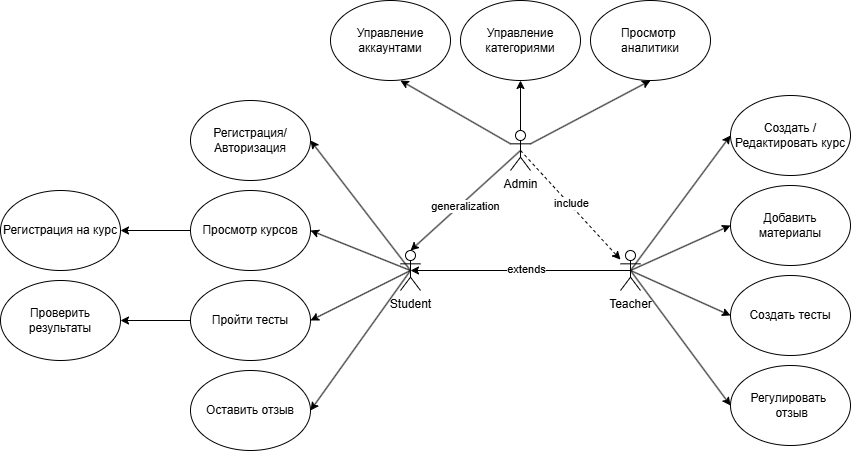 Управление
аккаунтами
Управление
категориями
Просмотр
аналитики
Регистрация/
Авторизация
Создать /
Редактировать курс
Admin
generalization
include
Регистрация на курс
Просмотр курсов
Добавить
материалы
extends
Student
Teacher
Проверить
результаты
Пройти тесты
Создать тесты
Оставить отзыв
Регулировать
отзыв